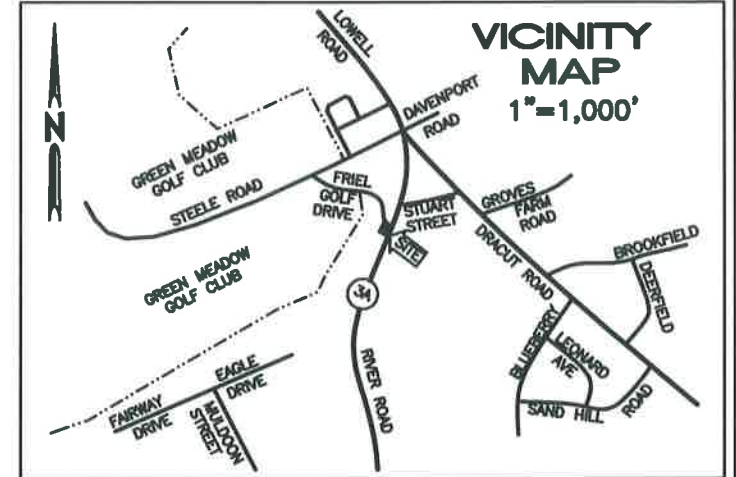 VICINITY
MAP
1"=1,000'
N
LOWELL
ROAD
DAVENPORT
ROAD
GREEN MEADOW
GOLF CLUB
STEELE ROAD
FRIEL
GOLF
DRIVE
STUART
STREET
GROVES
FARM
ROAD
SITE
DRACUT ROAD
BROOKFIELD
DEERFIELD
GREEN MEADOW
GOLF CLUB
3A
RIVER ROAD
BLUEBERRY
LEONARD
AVE
SAND HILL
ROAD
EAGLE
DRIVE
FAIRWAY
DRIVE
MULDOON
STREET